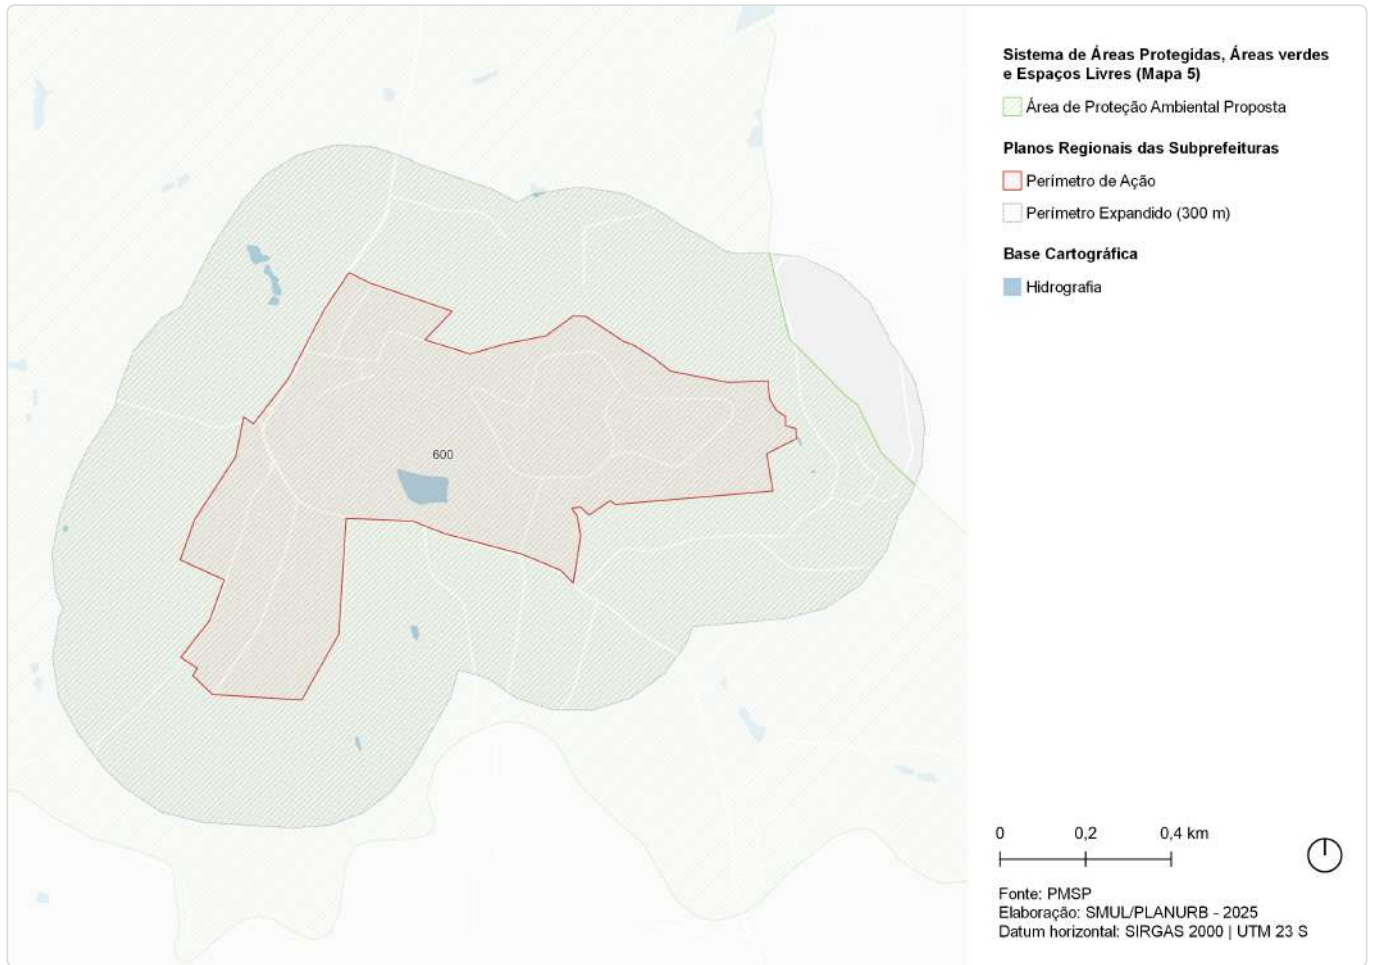 Sistema de Áreas Protegidas, Áreas verdes
e Espaços Livres (Mapa 5)
Área de Proteção Ambiental Proposta
Planos Regionais das Subprefeituras
Perímetro de Ação
Perímetro Expandido (300 m)
Base Cartográfica
Hidrografia
600
0 0,2 0,4 km
Fonte: PMSP
Elaboração: SMUL/PLANURB - 2025
Datum horizontal: SIRGAS 2000 | UTM 23 S